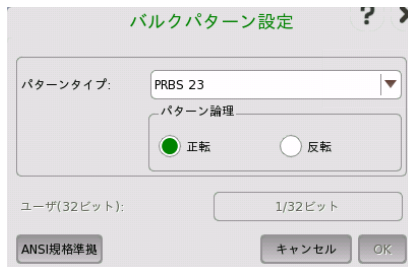 バルクパターン設定 ? X
パターンタイプ: PRBS 23
パターン論理
正転 反転
ユーザ(32ビット): 1/32ビット
ANSI規格準拠 キャンセル OK